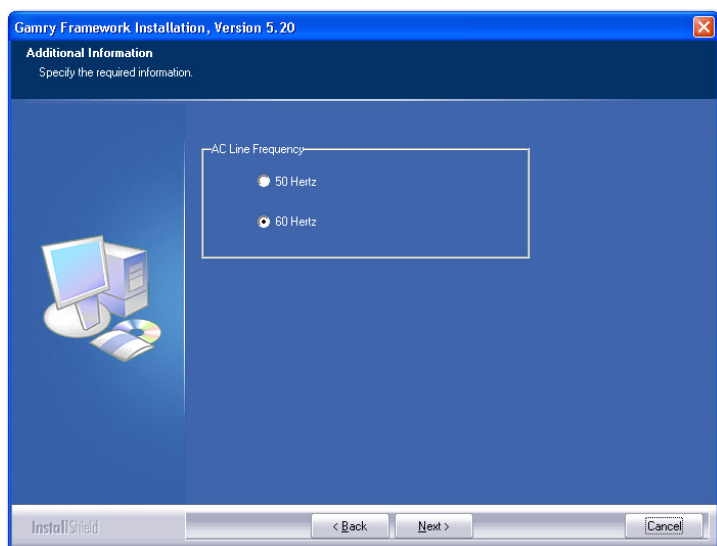 Gamry Framework Installation, Version 5.20
Additional Information
Specify the required information.
AC Line Frequency
50 Hertz
60 Hertz
InstallShield
< Back
Next >
Cancel